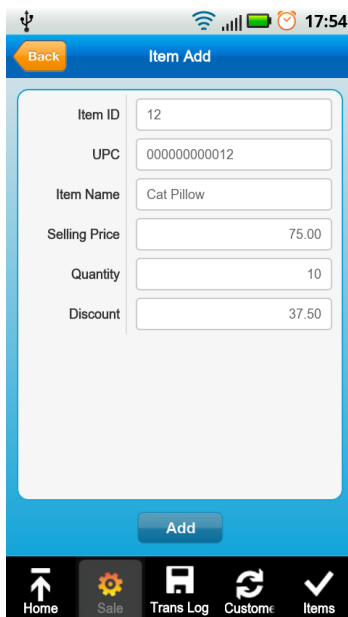 17:54
Back Item Add
Item ID 12
UPC 000000000012
Item Name Cat Pillow
Selling Price 75.00
Quantity 10
Discount 37.50
Add
Home Sale Trans Log Custome Items